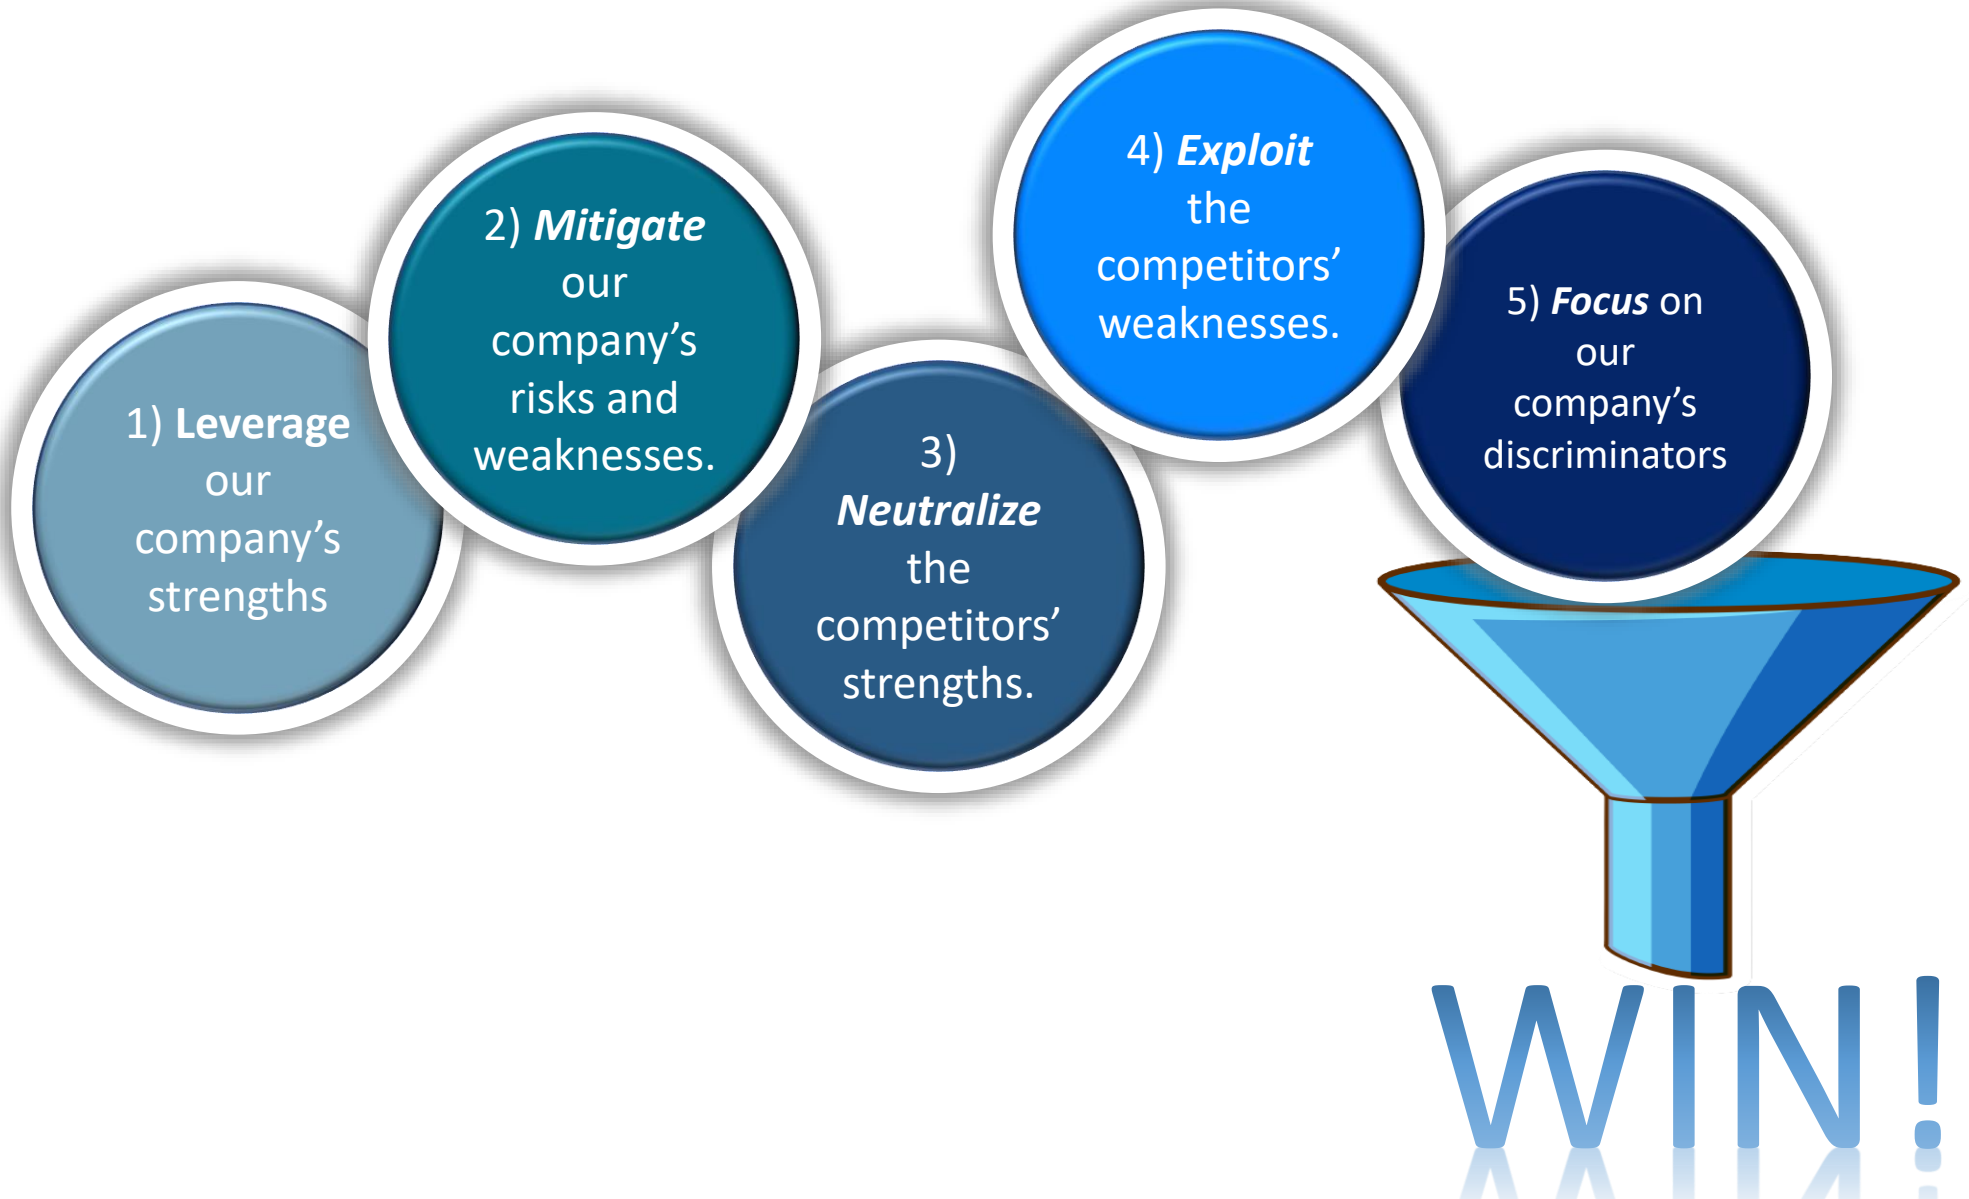 1) Leverage
our
company’s
strengths
2) Mitigate
our
company’s
risks and
weaknesses.
3)
Neutralize
the
competitors’
strengths.
4) Exploit
the
competitors’
weaknesses.
5) Focus on
our
company’s
discriminators
WIN!